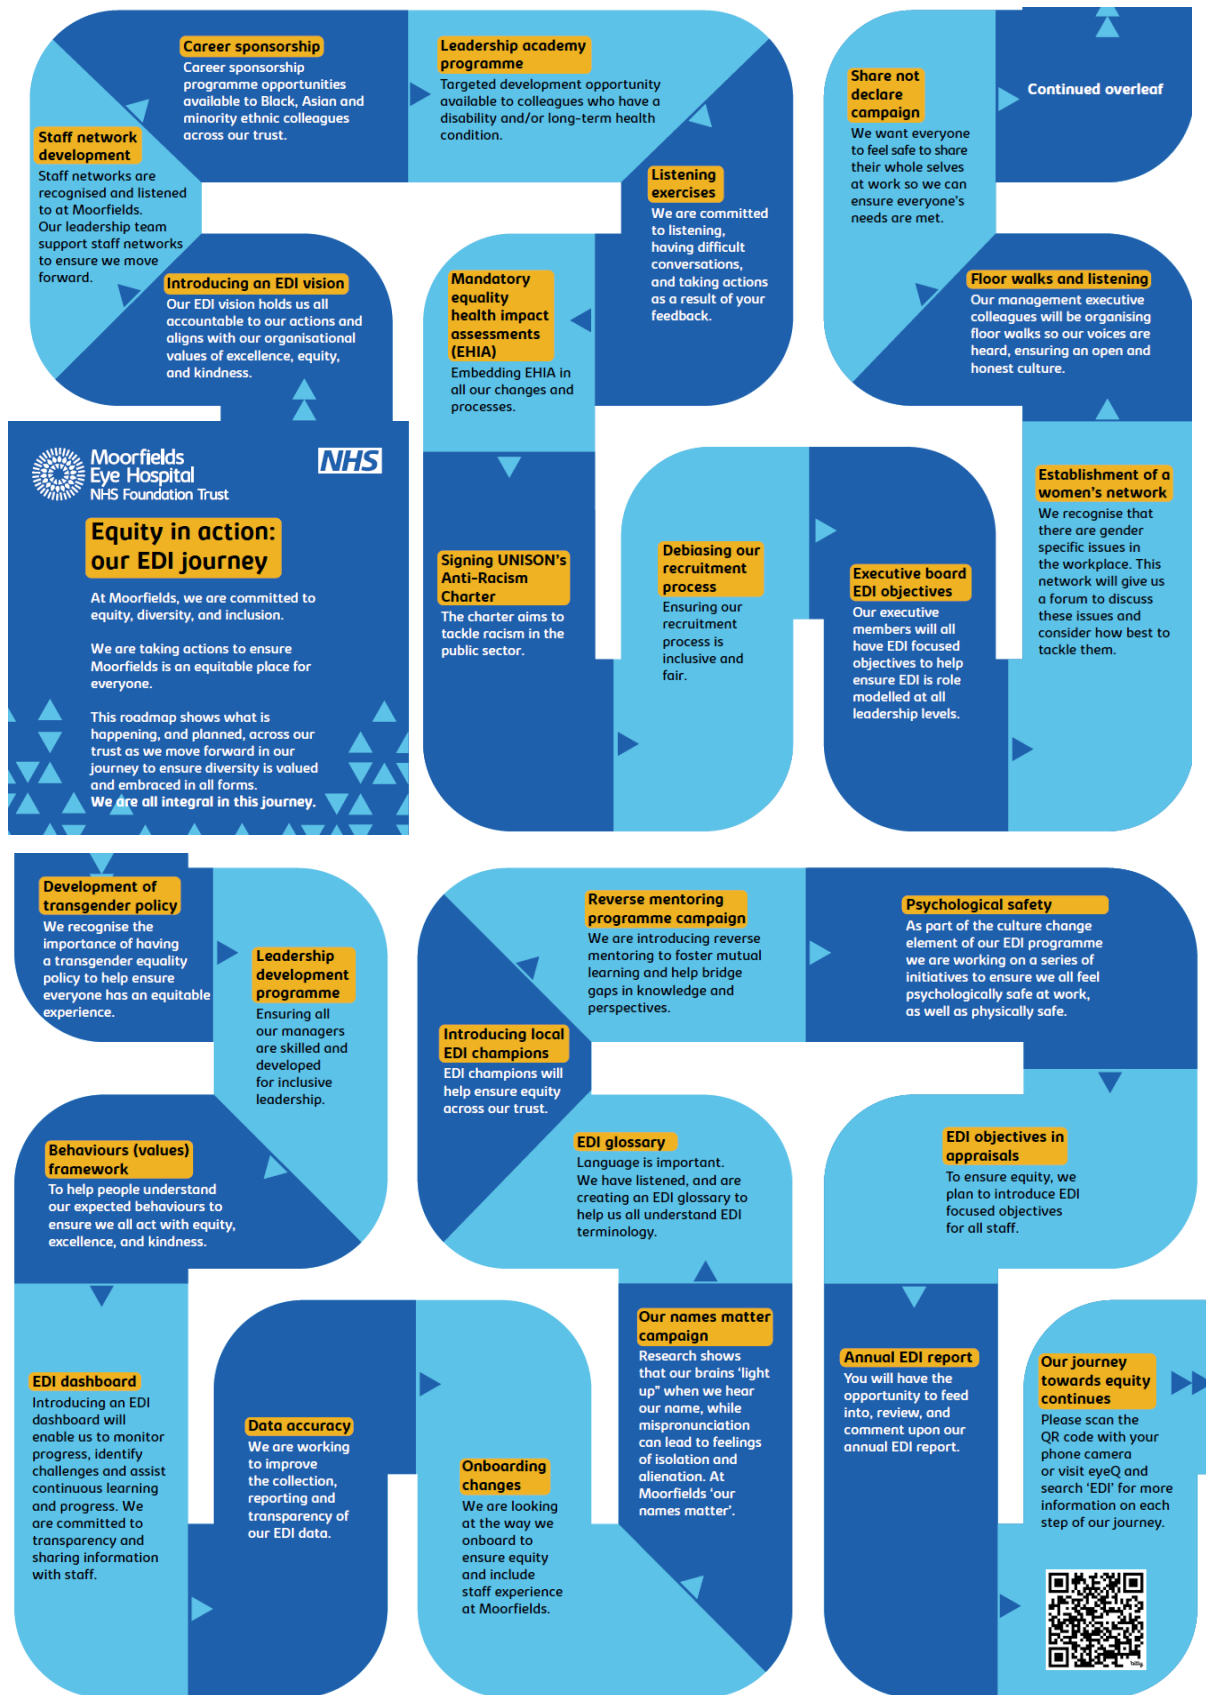 Moorfields
Eye Hospital
NHS Foundation Trust
NHS
Equity in action:
our EDI journey
At Moorfields, we are committed to
equity, diversity, and inclusion.
We are taking actions to ensure
Moorfields is an equitable place for
everyone.
This roadmap shows what is
happening, and planned, across our
trust as we move forward in our
journey to ensure diversity is valued
and embraced in all forms.
We are all integral in this journey.
Introducing an EDI vision
Our EDI vision holds us all
accountable to our actions and
aligns with our organisational
values of excellence, equity,
and kindness.
Staff network
development
Staff networks are
recognised and listened
to at Moorfields.
Our leadership team
support staff networks
to ensure we move
forward.
Career sponsorship
Career sponsorship
programme opportunities
available to Black, Asian and
minority ethnic colleagues
across our trust.
Leadership academy
programme
Targeted development opportunity
available to colleagues who have a
disability and/or long-term health
condition.
Listening
exercises
We are committed
to listening,
having difficult
conversations,
and taking actions
as a result of your
feedback.
Mandatory
equality
health impact
assessments
(EHIA)
Embedding EHIA in
all our changes and
processes.
Signing UNISON's
Anti-Racism
Charter
The charter aims to
tackle racism in the
public sector.
Debiasing our
recruitment
process
Ensuring our
recruitment
process is
inclusive and
fair.
Executive board
EDI objectives
Our executive
members will all
have EDI focused
objectives to help
ensure EDI is role
modelled at all
leadership levels.
Establishment of a
women's network
We recognise that
there are gender
specific issues in
the workplace. This
network will give us
a forum to discuss
these issues and
consider how best to
tackle them.
Floor walks and listening
Our management executive
colleagues will be organising
floor walks so our voices are
heard, ensuring an open and
honest culture.
Share not
declare
campaign
We want everyone
to feel safe to share
their whole selves
at work so we can
ensure everyone's
needs are met.
Continued overleaf
Development of
transgender policy
We recognise the
importance of having
a transgender equality
policy to help ensure
everyone has an equitable
experience.
Leadership
development
programme
Ensuring all
our managers
are skilled and
developed
for inclusive
leadership.
Behaviours (values)
framework
To help people understand
our expected behaviours to
ensure we all act with equity,
excellence, and kindness.
EDI dashboard
Introducing an EDI
dashboard will
enable us to monitor
progress, identify
challenges and assist
continuous learning
and progress. We
are committed to
transparency and
sharing information
with staff.
Data accuracy
We are working
to improve
the collection,
reporting and
transparency of
our EDI data.
Onboarding
changes
We are looking
at the way we
onboard to
ensure equity
and include
staff experience
at Moorfields.
Our names matter
campaign
Research shows
that our brains ‘light
up” when we hear
our name, while
mispronunciation
can lead to feelings
of isolation and
alienation. At
Moorfields ‘our
names matter’.
EDI glossary
Language is important.
We have listened, and are
creating an EDI glossary to
help us all understand EDI
terminology.
Introducing local
EDI champions
EDI champions will
help ensure equity
across our trust.
Reverse mentoring
programme campaign
We are introducing reverse
mentoring to foster mutual
learning and help bridge
gaps in knowledge and
perspectives.
Psychological safety
As part of the culture change
element of our EDI programme
we are working on a series of
initiatives to ensure we all feel
psychologically safe at work,
as well as physically safe.
EDI objectives in
appraisals
To ensure equity, we
plan to introduce EDI
focused objectives
for all staff.
Annual EDI report
You will have the
opportunity to feed
into, review, and
comment upon our
annual EDI report.
Our journey
towards equity
continues
Please scan the
QR code with your
phone camera
or visit eyeQ and
search ‘EDI’ for more
information on each
step of our journey.
bitly